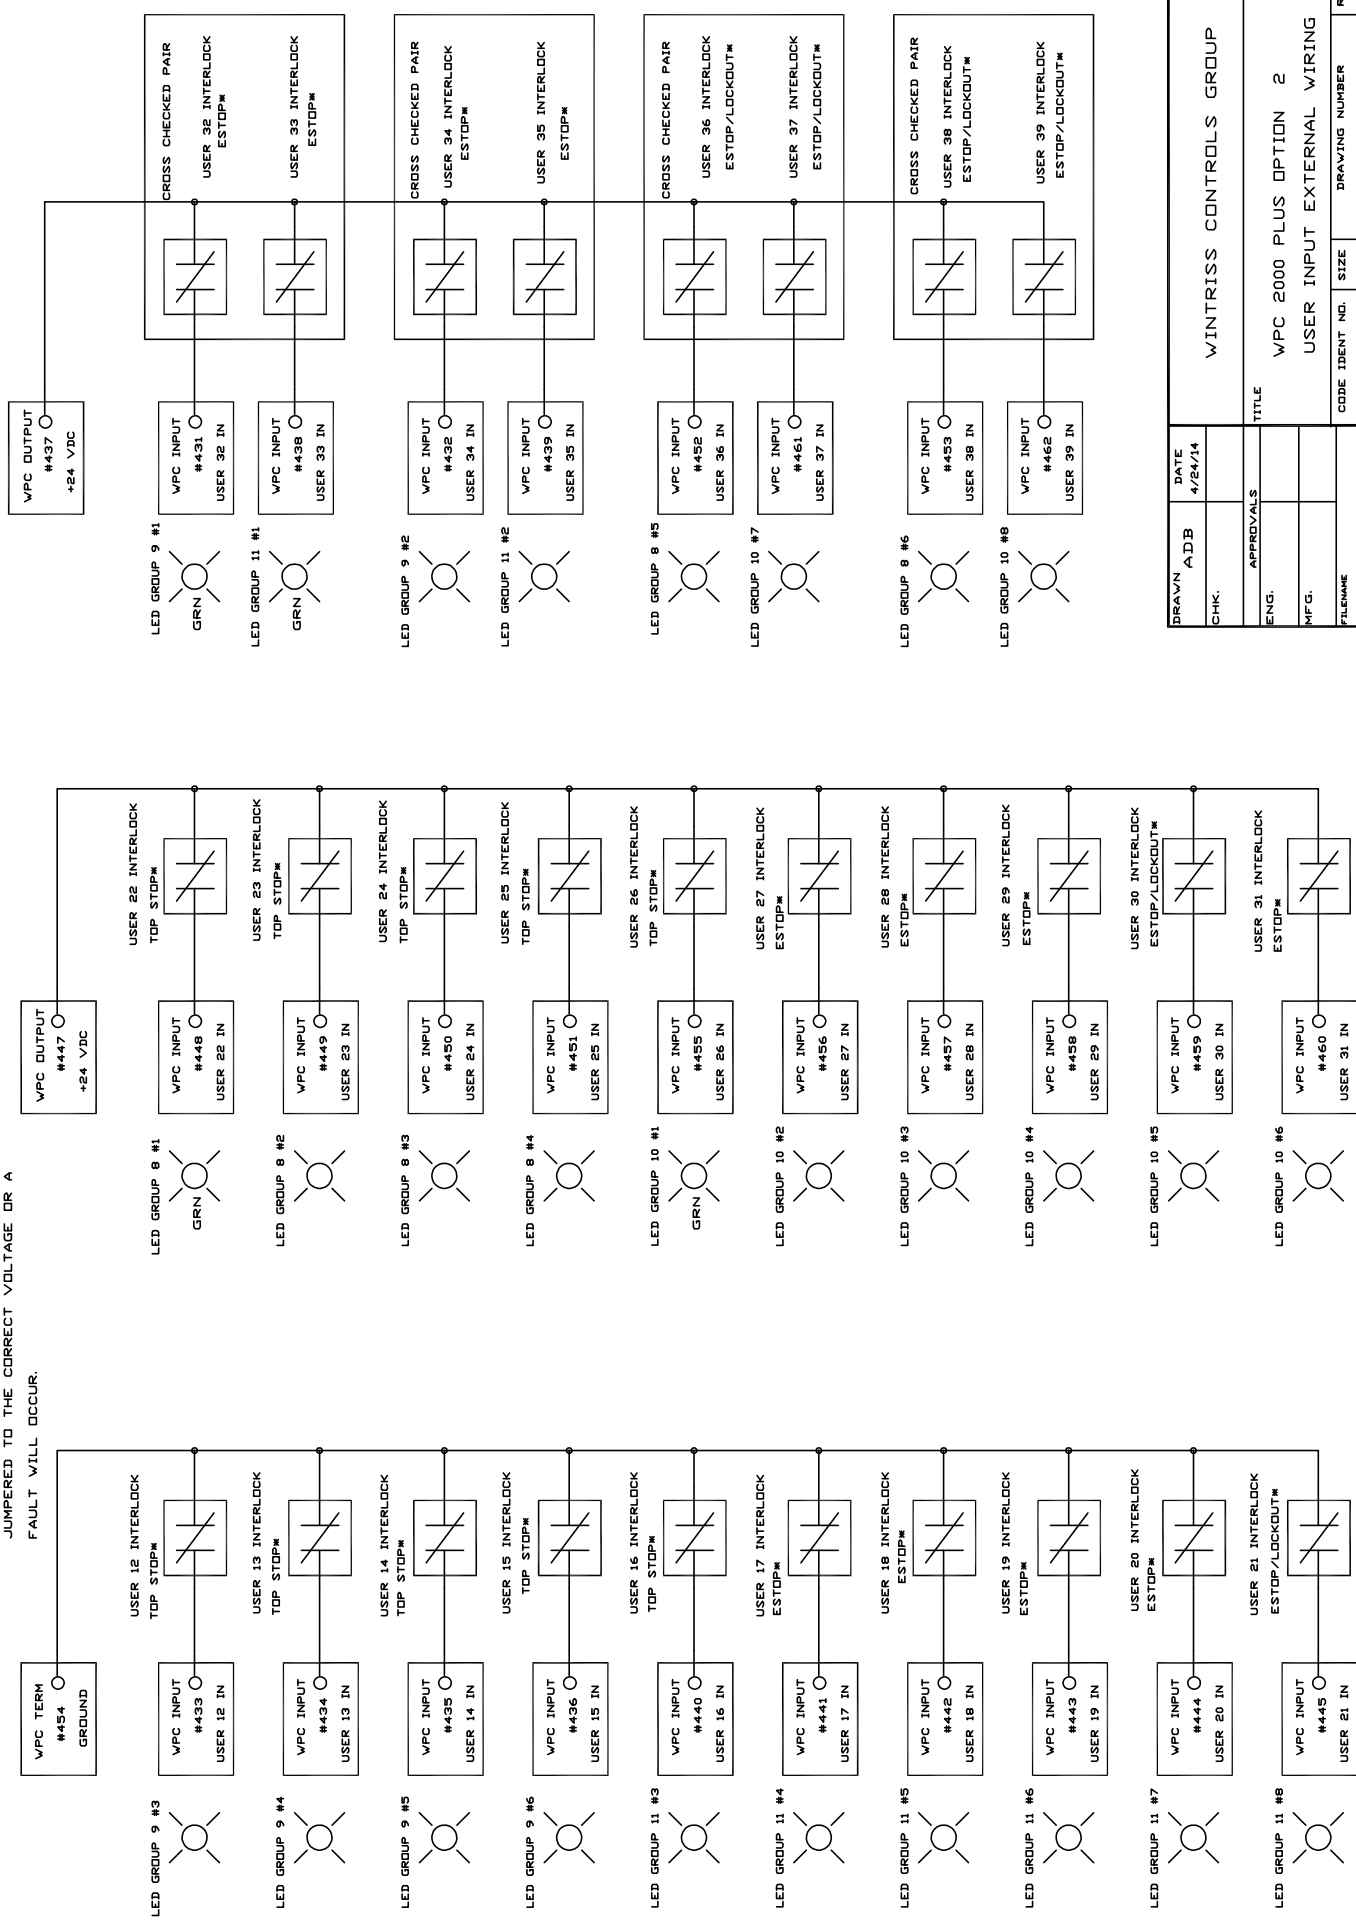 JUMPERED TO THE CORRECT VOLTAGE OR A
FAULT WILL OCCUR.
WPC TERM
#454
GROUND
LED GROUP 9 #3
WPC INPUT
#433
USER 12 IN
USER 12 INTERLOCK
TOP STOP*
LED GROUP 9 #4
WPC INPUT
#434
USER 13 IN
USER 13 INTERLOCK
TOP STOP*
LED GROUP 9 #5
WPC INPUT
#435
USER 14 IN
USER 14 INTERLOCK
TOP STOP*
LED GROUP 9 #6
WPC INPUT
#436
USER 15 IN
USER 15 INTERLOCK
TOP STOP*
LED GROUP 11 #3
WPC INPUT
#440
USER 16 IN
USER 16 INTERLOCK
TOP STOP*
LED GROUP 11 #4
WPC INPUT
#441
USER 17 IN
USER 17 INTERLOCK
ESTOP*
LED GROUP 11 #5
WPC INPUT
#442
USER 18 IN
USER 18 INTERLOCK
ESTOP*
LED GROUP 11 #6
WPC INPUT
#443
USER 19 IN
USER 19 INTERLOCK
ESTOP*
LED GROUP 11 #7
WPC INPUT
#444
USER 20 IN
USER 20 INTERLOCK
ESTOP*
LED GROUP 11 #8
WPC INPUT
#445
USER 21 IN
USER 21 INTERLOCK
ESTOP/LOCKOUT*
WPC OUTPUT
#447
+24 VDC
LED GROUP 8 #1
GRN
WPC INPUT
#448
USER 22 IN
USER 22 INTERLOCK
TOP STOP*
LED GROUP 8 #2
WPC INPUT
#449
USER 23 IN
USER 23 INTERLOCK
TOP STOP*
LED GROUP 8 #3
WPC INPUT
#450
USER 24 IN
USER 24 INTERLOCK
TOP STOP*
LED GROUP 8 #4
WPC INPUT
#451
USER 25 IN
USER 25 INTERLOCK
TOP STOP*
LED GROUP 10 #1
GRN
WPC INPUT
#455
USER 26 IN
USER 26 INTERLOCK
TOP STOP*
LED GROUP 10 #2
WPC INPUT
#456
USER 27 IN
USER 27 INTERLOCK
ESTOP*
LED GROUP 10 #3
WPC INPUT
#457
USER 28 IN
USER 28 INTERLOCK
ESTOP*
LED GROUP 10 #4
WPC INPUT
#458
USER 29 IN
USER 29 INTERLOCK
ESTOP*
LED GROUP 10 #5
WPC INPUT
#459
USER 30 IN
USER 30 INTERLOCK
ESTOP/LOCKOUT*
LED GROUP 10 #6
WPC INPUT
#460
USER 31 IN
USER 31 INTERLOCK
ESTOP*
WPC OUTPUT
#437
+24 VDC
LED GROUP 9 #1
GRN
WPC INPUT
#431
USER 32 IN
CROSS CHECKED PAIR
USER 32 INTERLOCK
ESTOP*
LED GROUP 11 #1
GRN
WPC INPUT
#438
USER 33 IN
USER 33 INTERLOCK
ESTOP*
LED GROUP 9 #2
WPC INPUT
#432
USER 34 IN
CROSS CHECKED PAIR
USER 34 INTERLOCK
ESTOP*
LED GROUP 11 #2
WPC INPUT
#439
USER 35 IN
USER 35 INTERLOCK
ESTOP*
LED GROUP 8 #5
WPC INPUT
#452
USER 36 IN
CROSS CHECKED PAIR
USER 36 INTERLOCK
ESTOP/LOCKOUT*
LED GROUP 10 #7
WPC INPUT
#461
USER 37 IN
USER 37 INTERLOCK
ESTOP/LOCKOUT*
LED GROUP 8 #6
WPC INPUT
#453
USER 38 IN
CROSS CHECKED PAIR
USER 38 INTERLOCK
ESTOP/LOCKOUT*
LED GROUP 10 #8
WPC INPUT
#462
USER 39 IN
USER 39 INTERLOCK
ESTOP/LOCKOUT*
DRAWN
ADB
DATE
4/24/14
CHK.
APPROVALS
ENG.
MFG.
FILENAME
WINTRISS CONTROLS GROUP
TITLE
WPC 2000 PLUS OPTION 2
USER INPUT EXTERNAL WIRING
CODE IDENT NO.
SIZE
DRAWING NUMBER